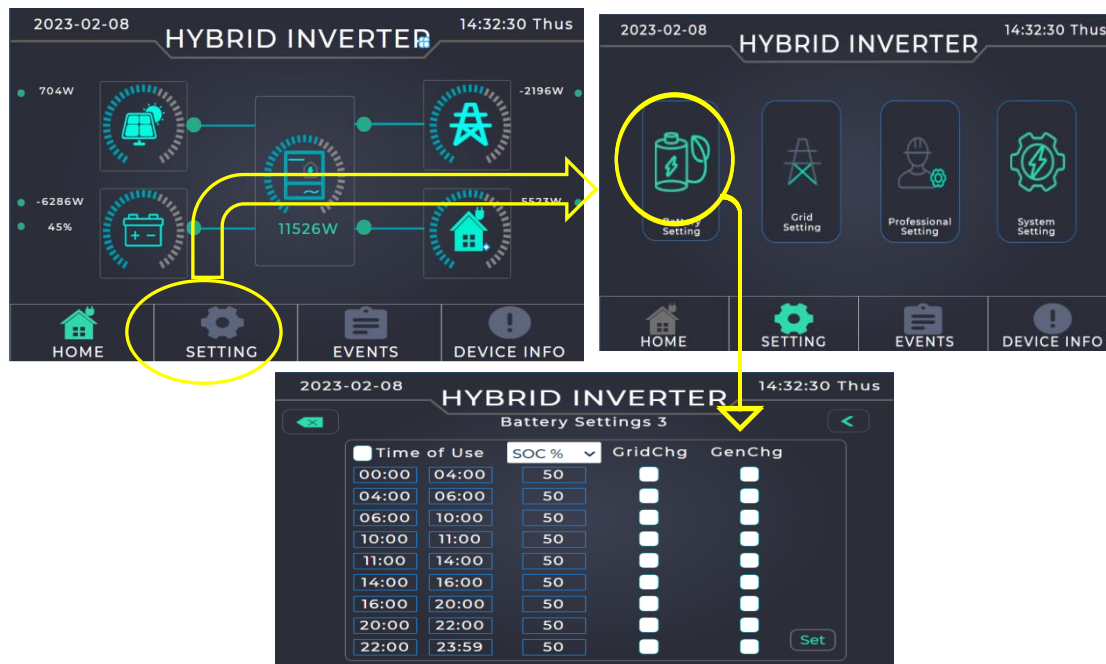 2023-02-08
HYBRID INVERTER
14:32:30 Thus
704W
-2196W
-6286W
45%
-5523W
11526W
HOME
SETTING
EVENTS
DEVICE INFO
2023-02-08
HYBRID INVERTER
14:32:30 Thus
Battery Setting
Grid
Setting
Professional
Setting
System
Setting
HOME
SETTING
EVENTS
DEVICE INFO
2023-02-08
HYBRID INVERTER
14:32:30 Thus
Battery Settings 3
<
Time of Use SOC % GridChg GenChg
00:00 04:00 50
04:00 06:00 50
06:00 10:00 50
10:00 11:00 50
11:00 14:00 50
14:00 16:00 50
16:00 20:00 50
20:00 22:00 50
22:00 23:59 50
Set